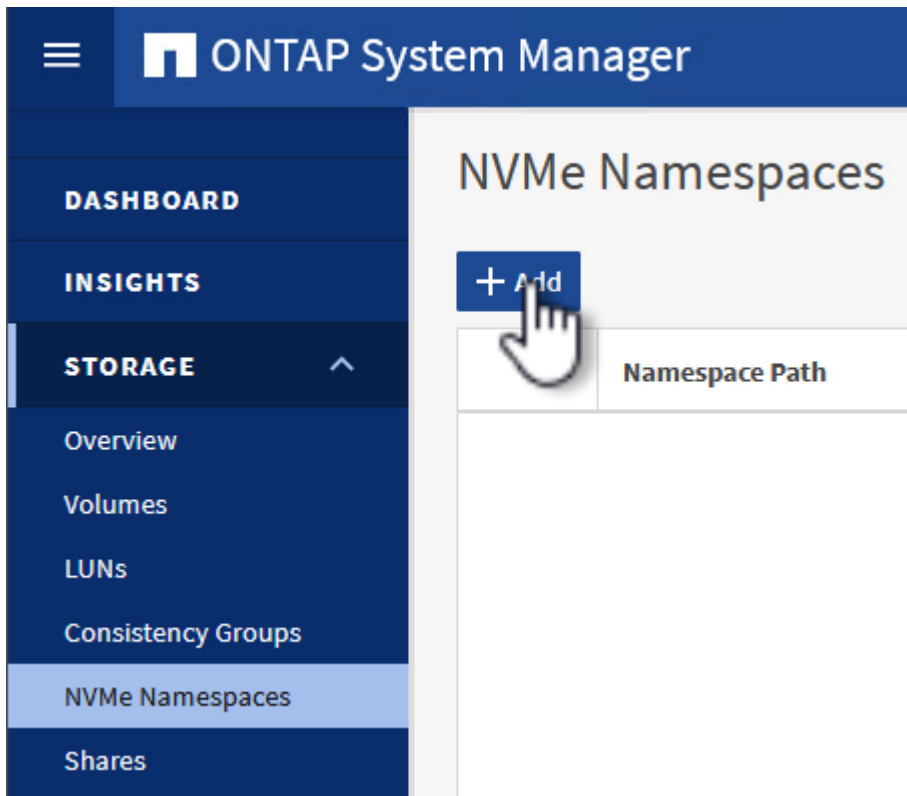 ONTAP System Manager
DASHBOARD
INSIGHTS
STORAGE
Overview
Volumes
LUNs
Consistency Groups
NVMe Namespaces
Shares
NVMe Namespaces
Add
Namespace Path